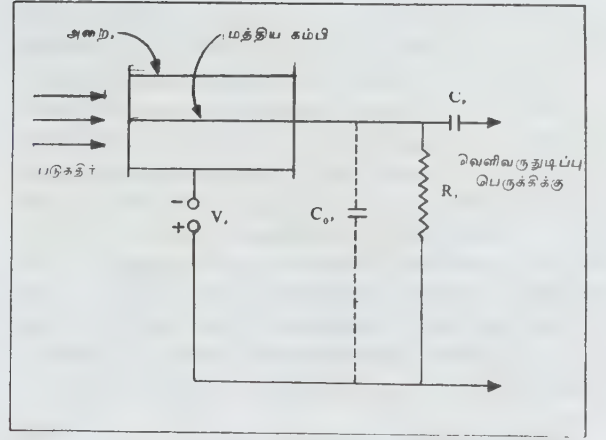 அறை,
மத்திய கம்பி
படுகதிர்
C,
வெளிவருதுடிப்பு
பெருக்கிக்கு
R,
C₀,
−
+
V,